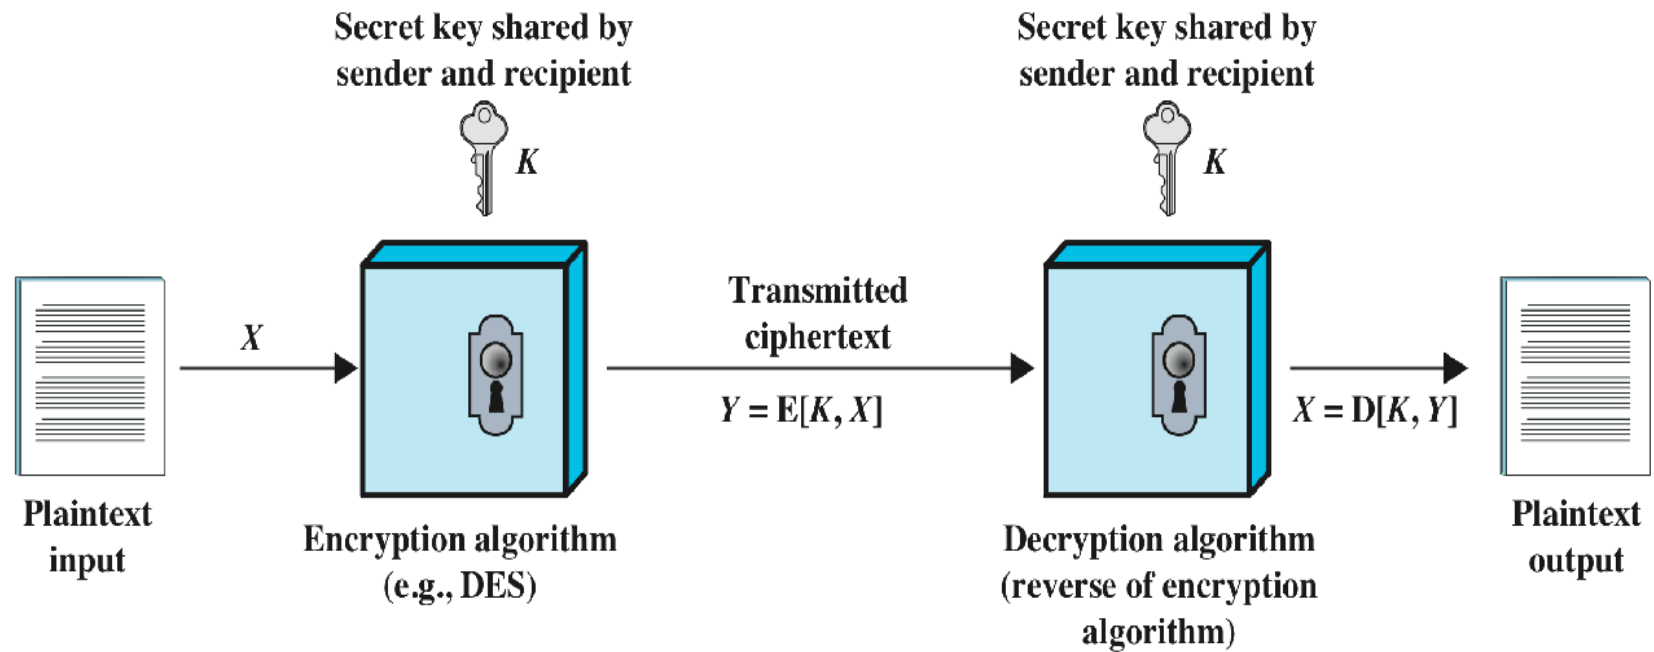 Secret key shared by
sender and recipient
K
Secret key shared by
sender and recipient
K
X
Transmitted
ciphertext
Y = E[K, X]
X = D[K, Y]
Plaintext
input
Encryption algorithm
(e.g., DES)
Decryption algorithm
(reverse of encryption
algorithm)
Plaintext
output